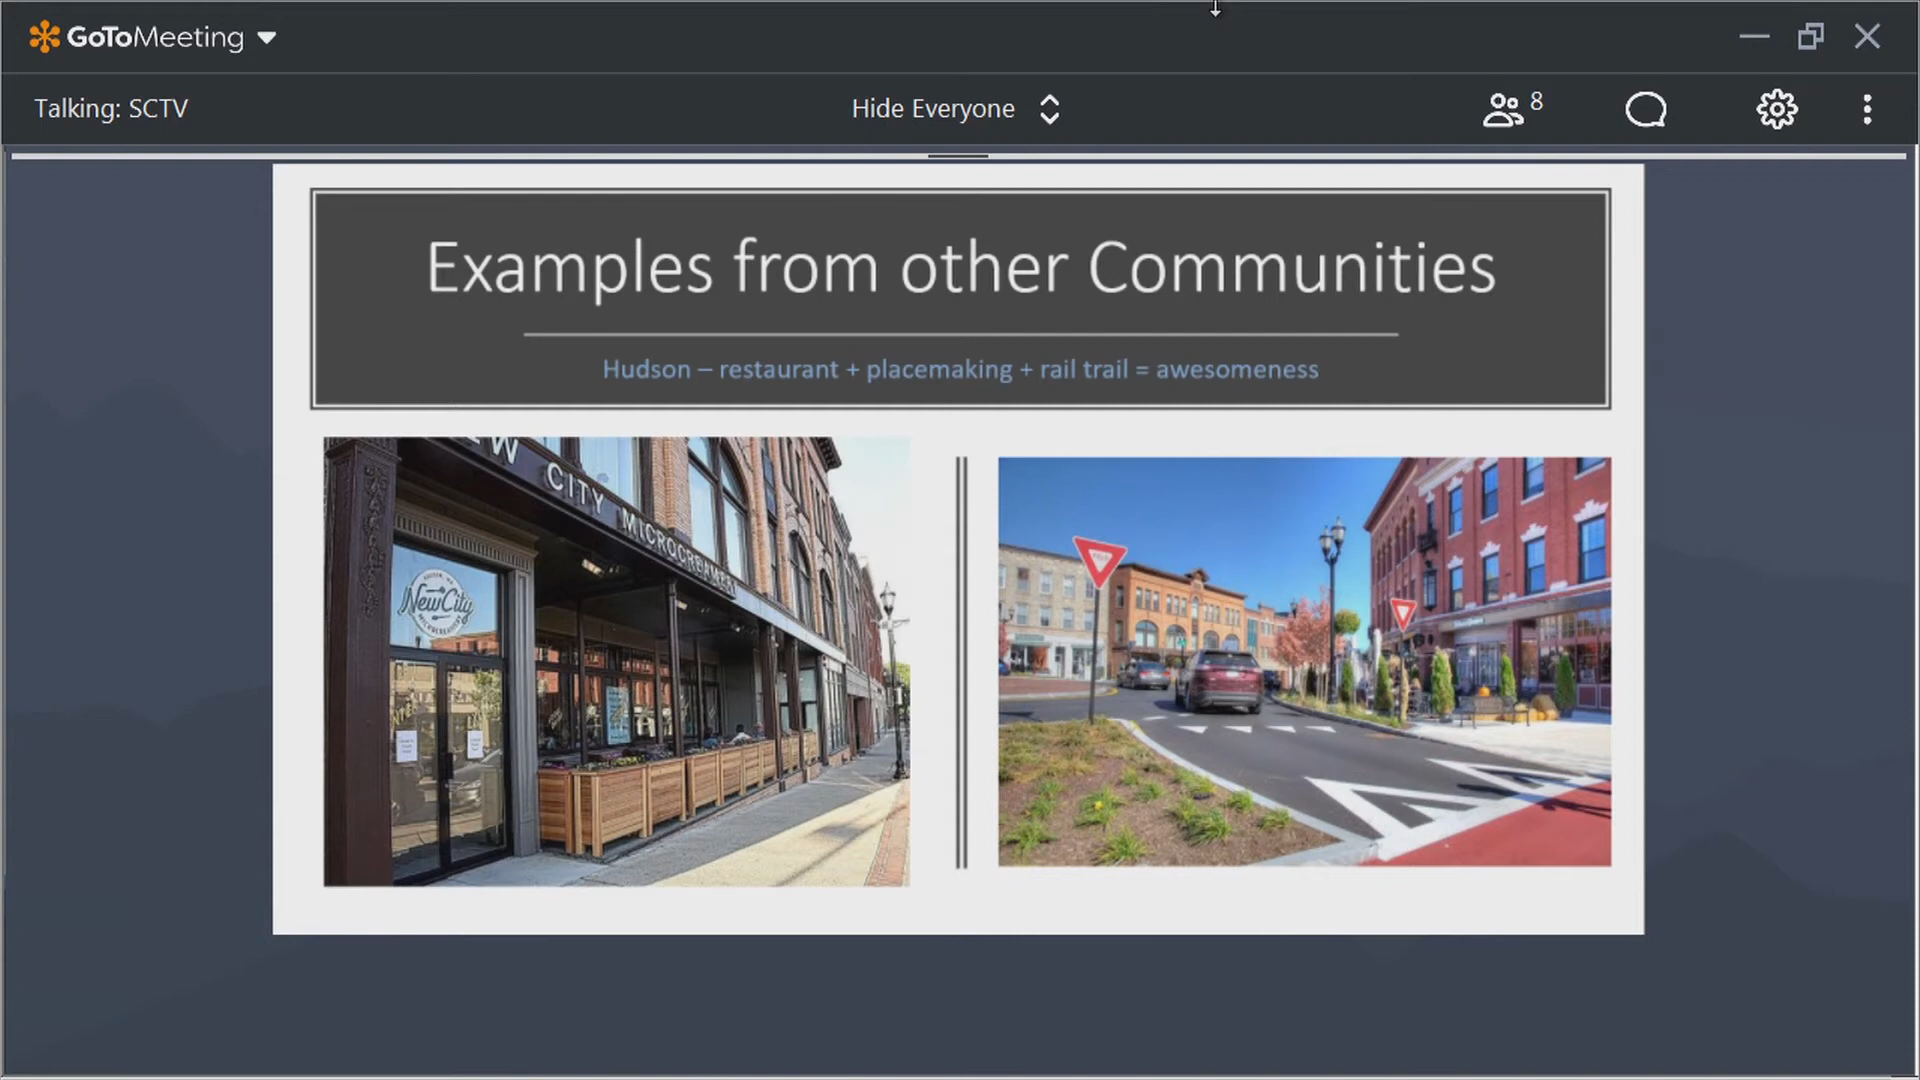 GoToMeeting
Talking: SCTV
Hide Everyone
8
Examples from other Communities
Hudson – restaurant + placemaking + rail trail = awesomeness
CITY MICROCREAMERY
NewCity
MICROCREAMERY